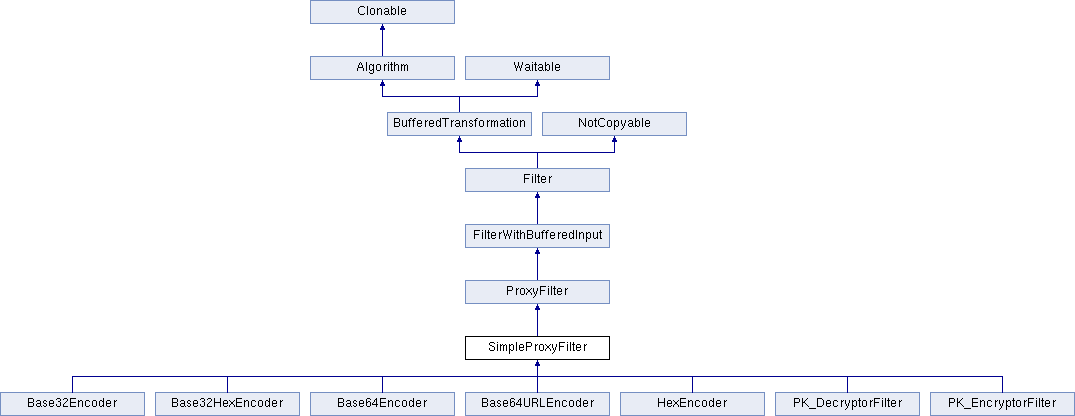 Clonable
Algorithm
Waitable
BufferedTransformation
NotCopyable
Filter
FilterWithBufferedInput
ProxyFilter
SimpleProxyFilter
Base32Encoder
Base32HexEncoder
Base64Encoder
Base64URLEncoder
HexEncoder
PK_DecryptorFilter
PK_EncryptorFilter